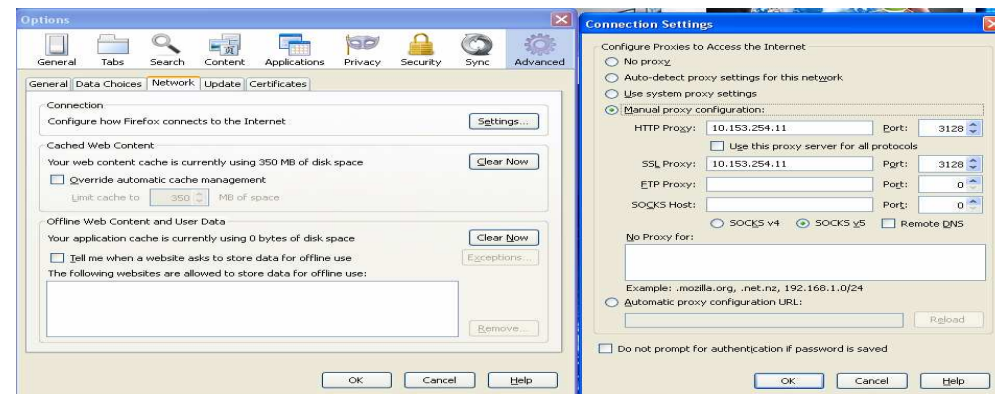 Options
General Tabs Search Content Applications Privacy Security Sync Advanced
General Data Choices Network Update Certificates
Connection
Configure how Firefox connects to the Internet Settings...
Cached Web Content
Your web content cache is currently using 350 MB of disk space Clear Now
Override automatic cache management
Limit cache to 350 MB of space
Offline Web Content and User Data
Your application cache is currently using 0 bytes of disk space Clear Now
Tell me when a website asks to store data for offline use Exceptions...
The following websites are allowed to store data for offline use:
Remove...
OK Cancel Help
Connection Settings
Configure Proxies to Access the Internet
No proxy
Auto-detect proxy settings for this network
Use system proxy settings
Manual proxy configuration:
HTTP Proxy: 10.153.254.11 Port: 3128
Use this proxy server for all protocols
SSL Proxy: 10.153.254.11 Port: 3128
FTP Proxy: Port: 0
SOCKS Host: Port: 0
SOCKS v4 SOCKS v5 Remote DNS
No Proxy for:
Example: .mozilla.org, .net.nz, 192.168.1.0/24
Automatic proxy configuration URL:
Reload
Do not prompt for authentication if password is saved
OK Cancel Help